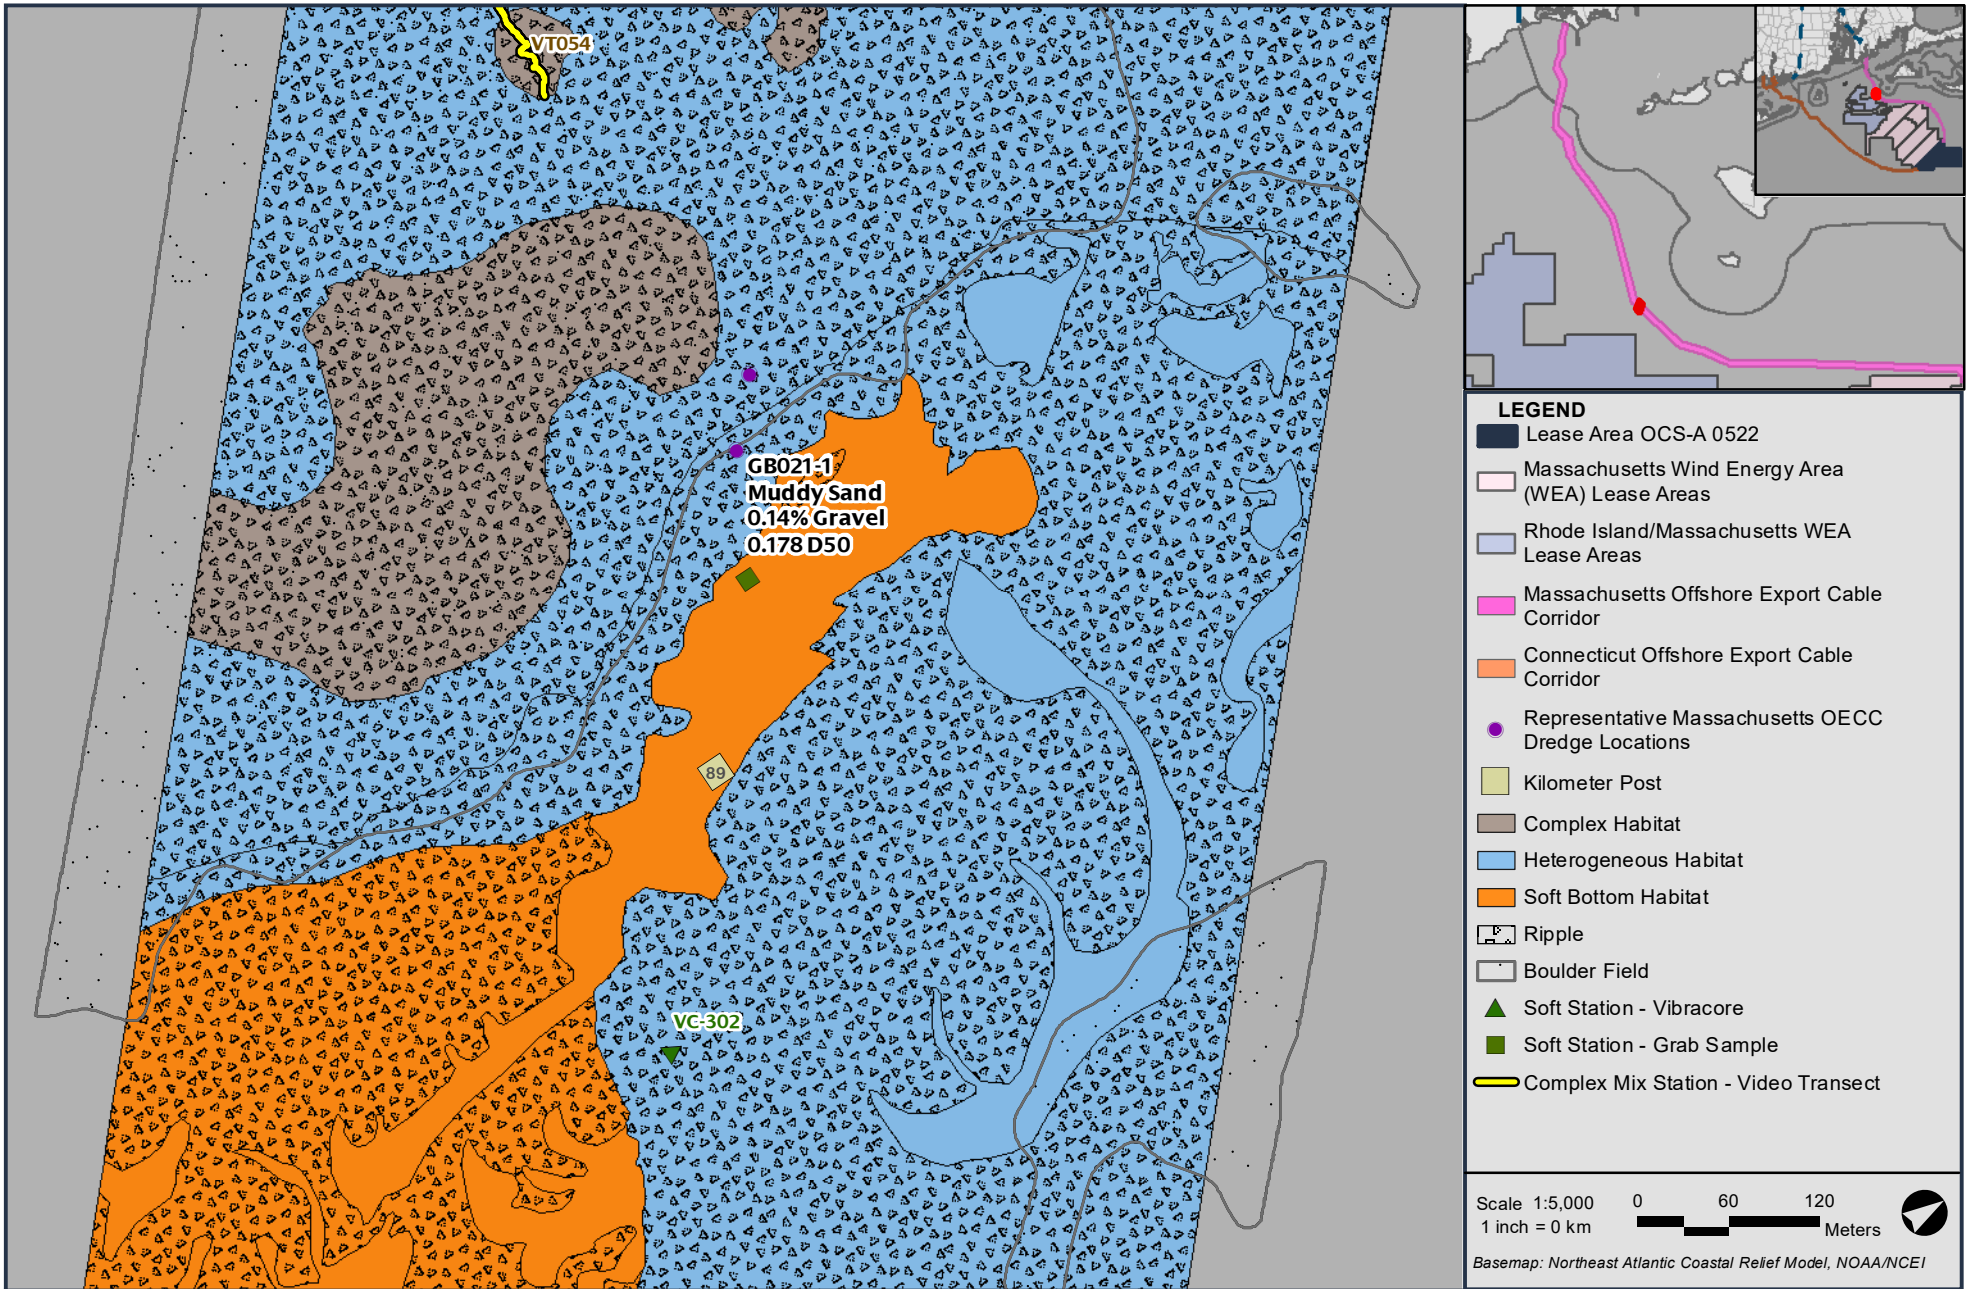 VT054
GB021-1
Muddy Sand
0.14% Gravel
0.178 D50
89
VC-302
LEGEND
Lease Area OCS-A 0522
Massachusetts Wind Energy Area
(WEA) Lease Areas
Rhode Island/Massachusetts WEA
Lease Areas
Massachusetts Offshore Export Cable
Corridor
Connecticut Offshore Export Cable
Corridor
Representative Massachusetts OECC
Dredge Locations
Kilometer Post
Complex Habitat
Heterogeneous Habitat
Soft Bottom Habitat
Ripple
Boulder Field
Soft Station - Vibracore
Soft Station - Grab Sample
Complex Mix Station - Video Transect
Scale 1:5,000
1 inch = 0 km
0 60 120
Meters
Basemap: Northeast Atlantic Coastal Relief Model, NOAA/NCEI